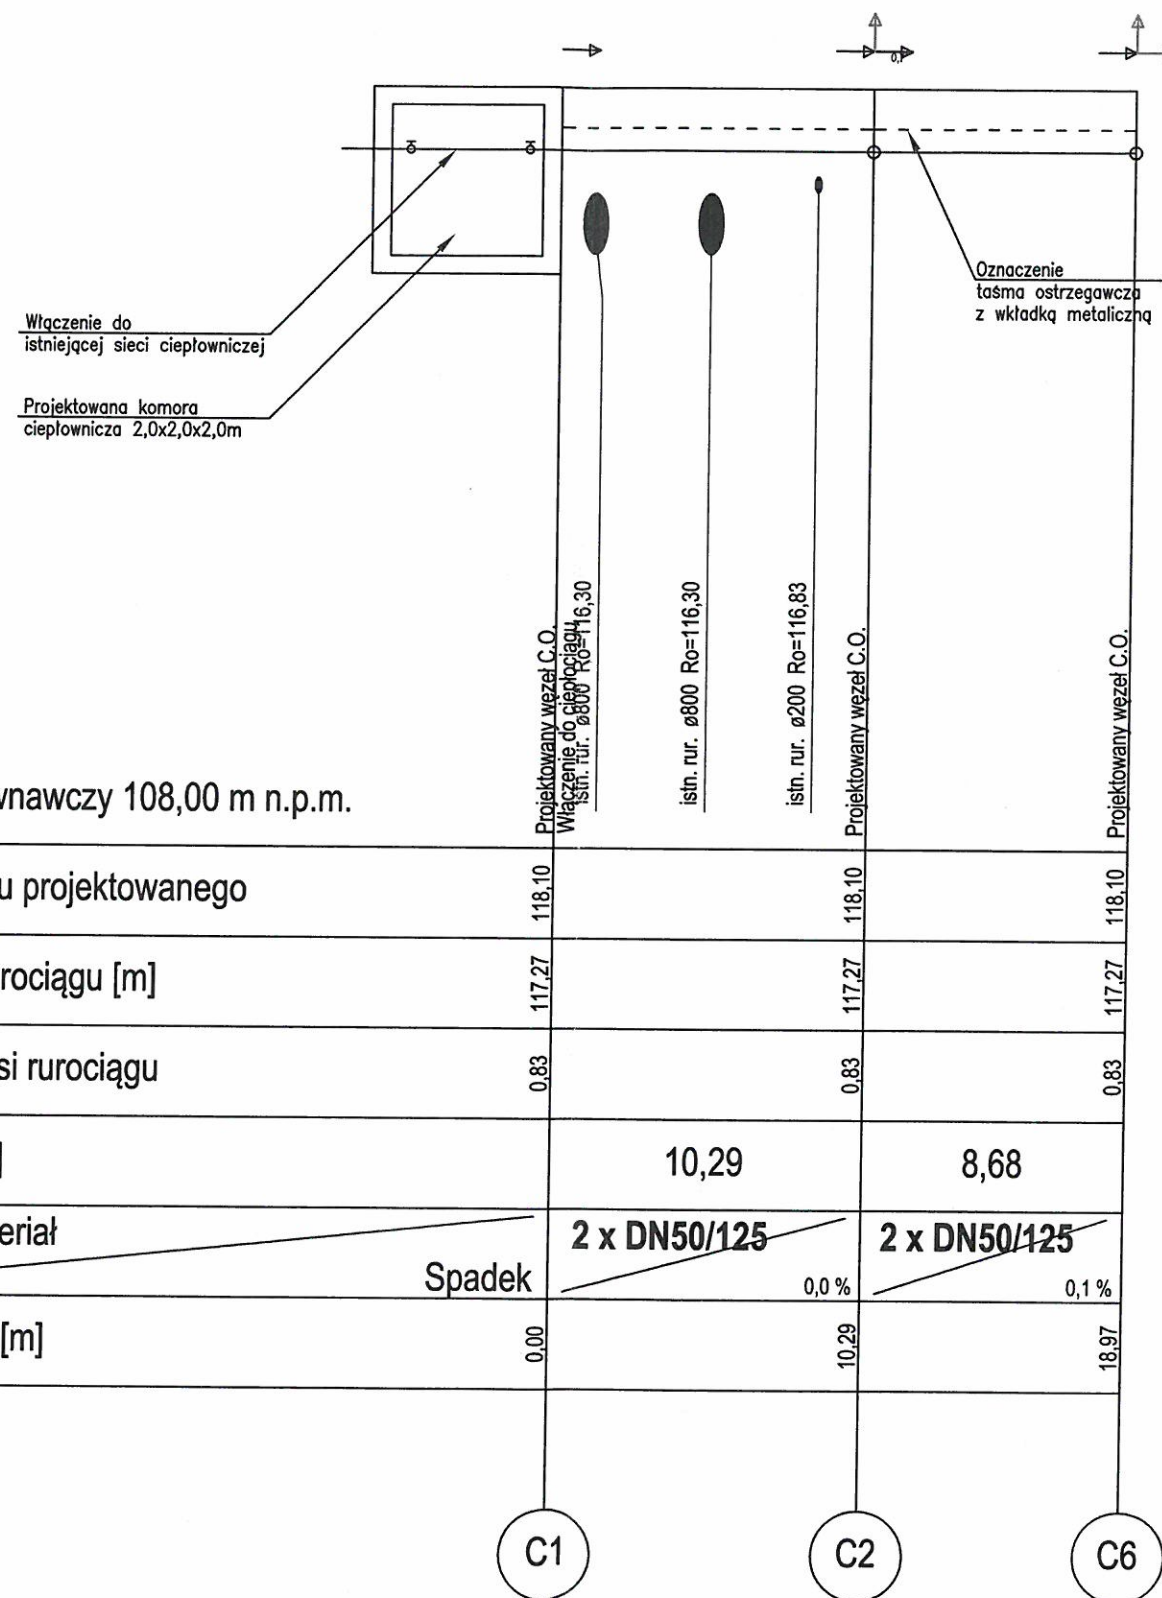 0,1
Włączenie do
istniejącej sieci ciepłowniczej
Projektowana komora
ciepłownicza 2,0x2,0x2,0m
Oznaczenie
taśma ostrzegawcza
z wkładką metaliczną
Projektowany węzeł C.O.
Włączenie do ciepłociągu
istn. rur. ø800 Ro=116,30
istn. rur. ø800 Ro=116,30
istn. rur. ø200 Ro=116,83
Projektowany węzeł C.O.
Projektowany węzeł C.O.
wnawczy 108,00 m n.p.m.
u projektowanego 118,10 118,10 118,10
rociągu [m] 117,27 117,27 117,27
si rurociągu 0,83 0,83 0,83
] 10,29 8,68
eriał 2 x DN50/125 2 x DN50/125
Spadek 0,0 % 0,1 %
[m] 0,00 10,29 18,97
C1 C2 C6